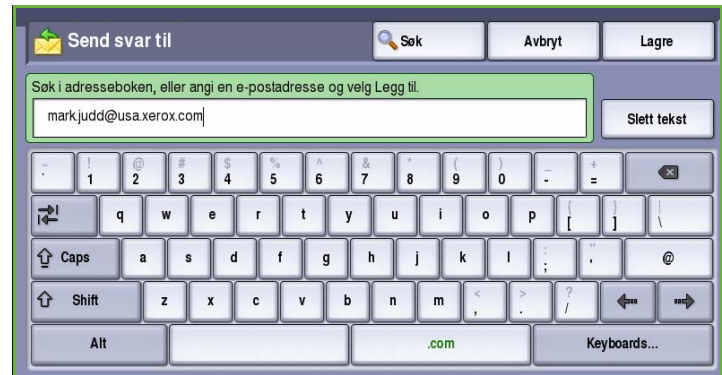 Send svar til
Søk
Avbryt
Lagre
Søk i adresseboken, eller angi en e-postadresse og velg Legg til.
mark.judd@usa.xerox.com
Slett tekst
~ ! @ # $ % ^ & * ( ) _ +
` 1 2 3 4 5 6 7 8 9 0 - =
q w e r t y u i o p { [ } ] | \
Caps a s d f g h j k l : ; " ' @
Shift z x c v b n m < , > . ? /
Alt .com Keyboards...